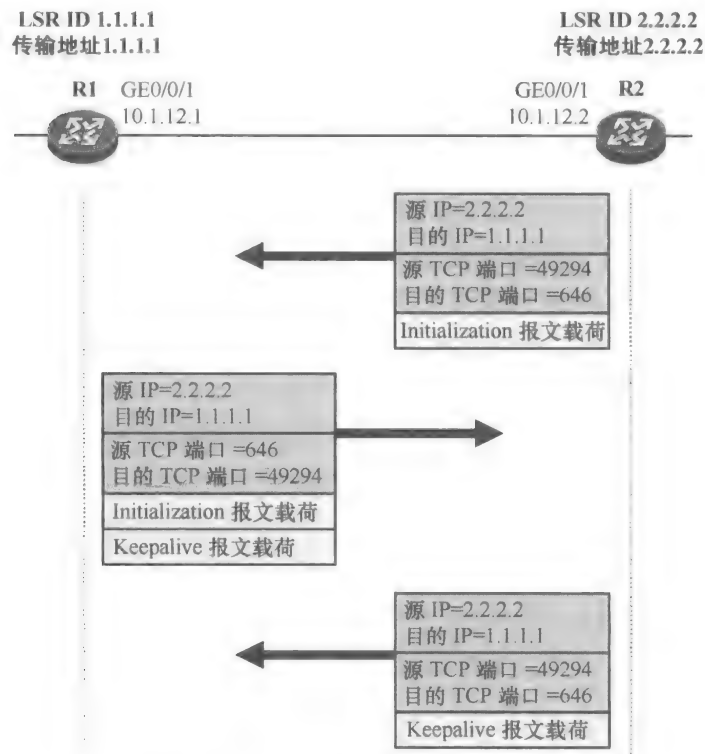 LSR ID 1.1.1.1
传输地址1.1.1.1
LSR ID 2.2.2.2
传输地址2.2.2.2
R1 GE0/0/1
10.1.12.1
GE0/0/1 R2
10.1.12.2
源 IP=2.2.2.2
目的 IP=1.1.1.1
源 TCP 端口 =49294
目的 TCP 端口 =646
Initialization 报文载荷
源 IP=2.2.2.2
目的 IP=1.1.1.1
源 TCP 端口 =646
目的 TCP 端口 =49294
Initialization 报文载荷
Keepalive 报文载荷
源 IP=2.2.2.2
目的 IP=1.1.1.1
源 TCP 端口 =49294
目的 TCP 端口 =646
Keepalive 报文载荷